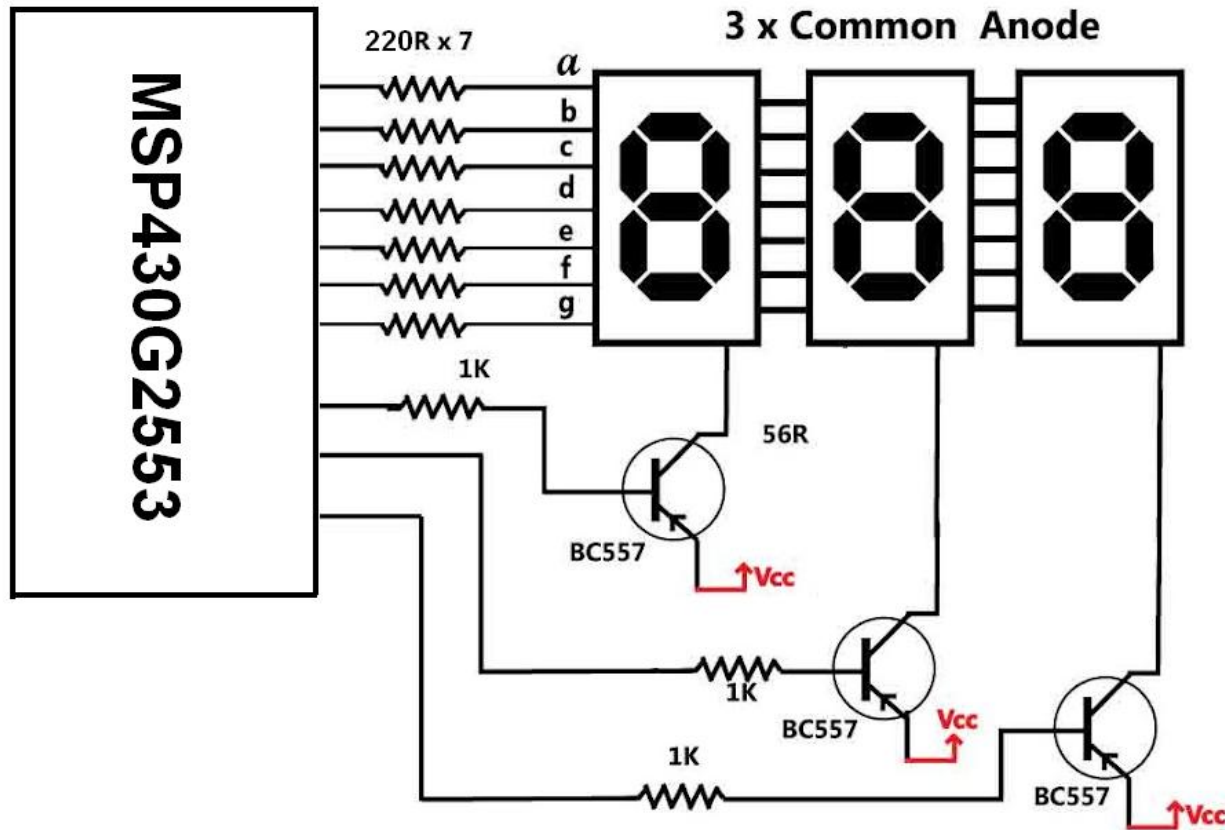 3 x Common Anode
220R x 7
MSP430G2553
a
b
c
d
e
f
g
1K
56R
BC557
Vcc
1K
BC557
Vcc
1K
BC557
Vcc